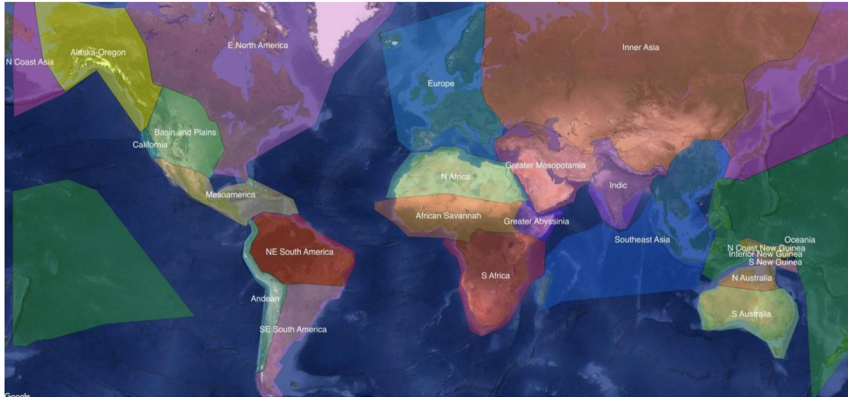 E North America
Inner Asia
Alaska-Oregon
N Coast Asia
Europe
Basin and Plains
California
Greater Mesopotamia
N Africa
Indic
Mesoamerica
African Savannah
Greater Abyssinia
Southeast Asia
Oceania
N Coast New Guinea
Interior New Guinea
S New Guinea
NE South America
S Africa
N Australia
Andean
S Australia
SE South America
Google